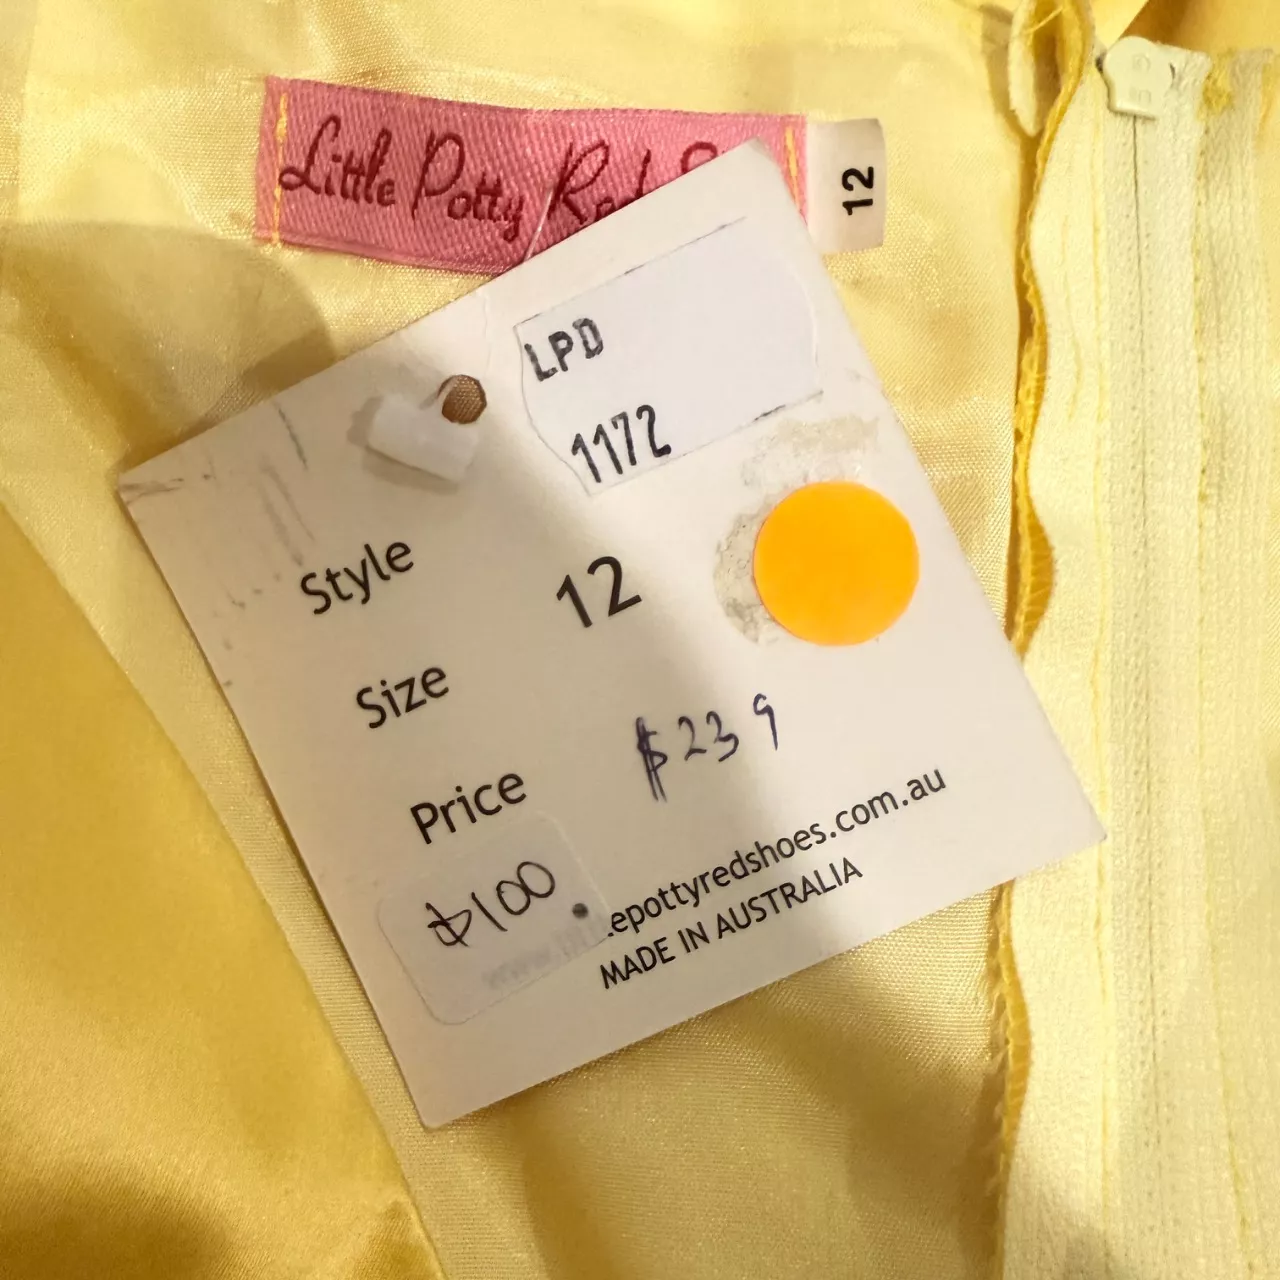 Little Potty Red
12
LPD
1172
Style
12
Size
Price
$239
$100
epottyredshoes.com.au
MADE IN AUSTRALIA